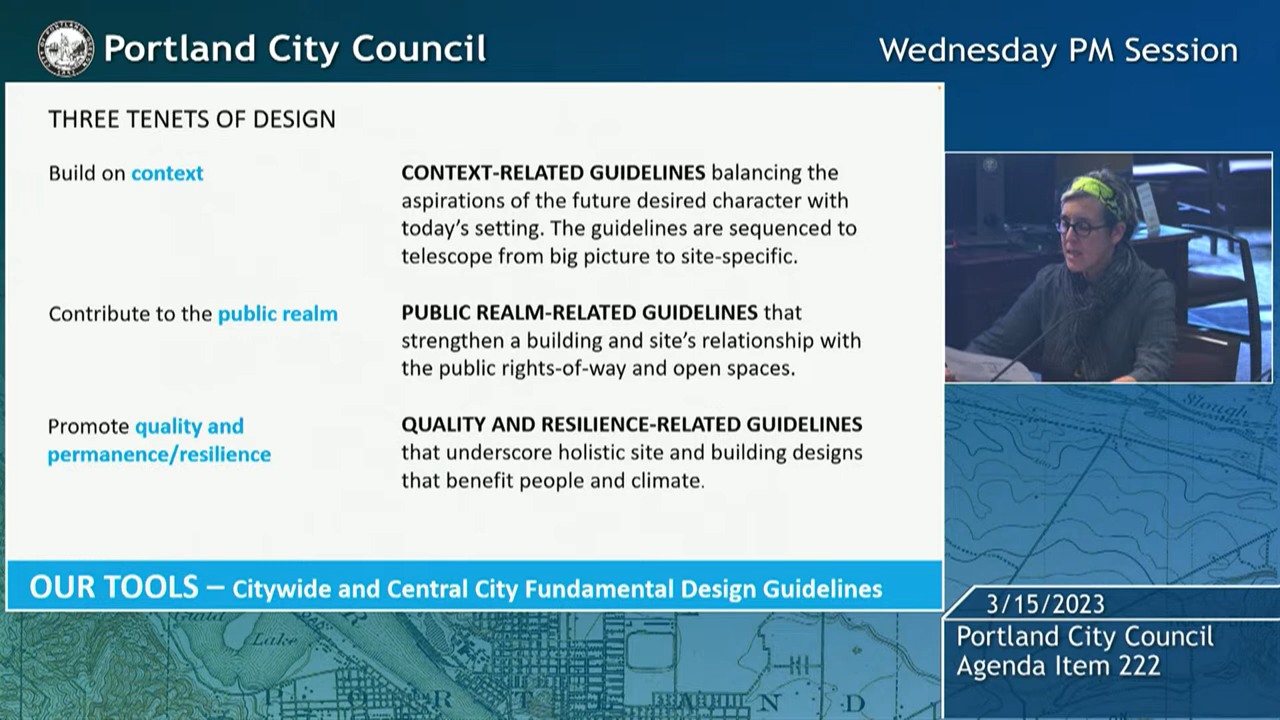 Portland City Council
Wednesday PM Session
THREE TENETS OF DESIGN
Build on context
CONTEXT-RELATED GUIDELINES balancing the
aspirations of the future desired character with
today's setting. The guidelines are sequenced to
telescope from big picture to site-specific.
Contribute to the public realm
PUBLIC REALM-RELATED GUIDELINES that
strengthen a building and site's relationship with
the public rights-of-way and open spaces.
Promote quality and
permanence/resilience
QUALITY AND RESILIENCE-RELATED GUIDELINES
that underscore holistic site and building designs
that benefit people and climate.
OUR TOOLS – Citywide and Central City Fundamental Design Guidelines
Slough
3/15/2023
Portland City Council
Agenda Item 222
Guild
Lake
R T L A N D